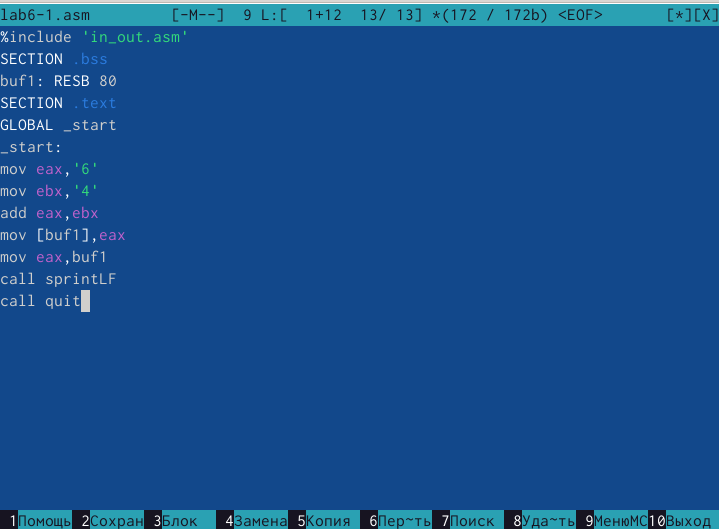 lab6-1.asm [-M--] 9 L:[ 1+12 13/ 13] *(172 / 172b) <EOF> [*][X]
%include 'in_out.asm'
SECTION .bss
buf1: RESB 80
SECTION .text
GLOBAL _start
_start:
mov eax,'6'
mov ebx,'4'
add eax,ebx
mov [buf1],eax
mov eax,buf1
call sprintLF
call quit
1Помощь 2Сохран 3Блок 4Замена 5Копия 6Пер~ть 7Поиск 8Уда~ть 9МенюMC 10Выход